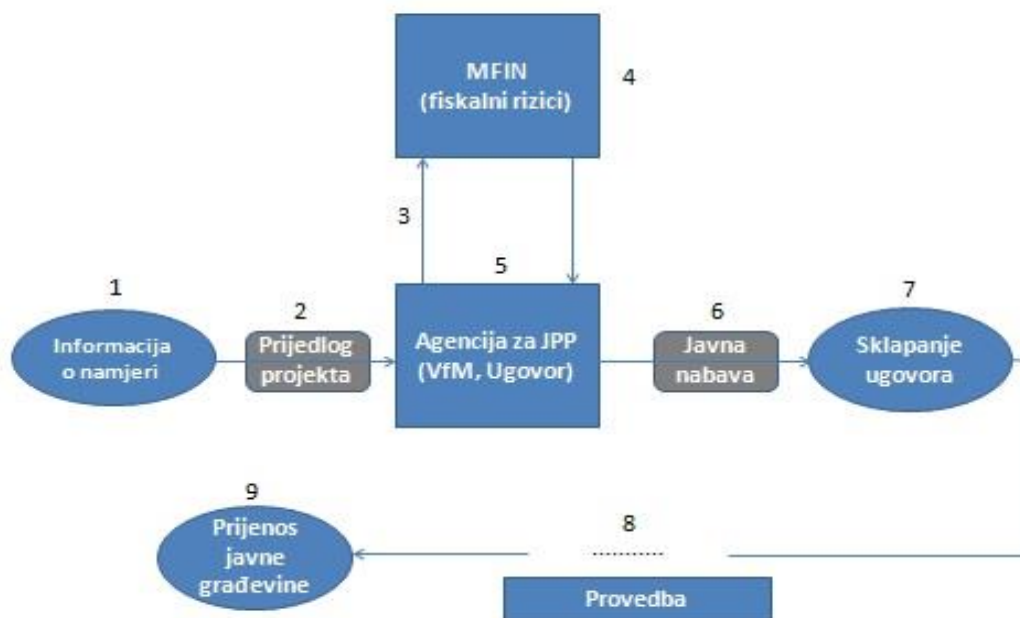 MFIN
(fiskalni rizici)
4
3
5
1
2
6
7
Informacija
o namjeri
Prijedlog
projekta
Agencija za JPP
(VfM, Ugovor)
Javna
nabava
Sklapanje
ugovora
9
8
Prijenos
javne
građevine
Provedba